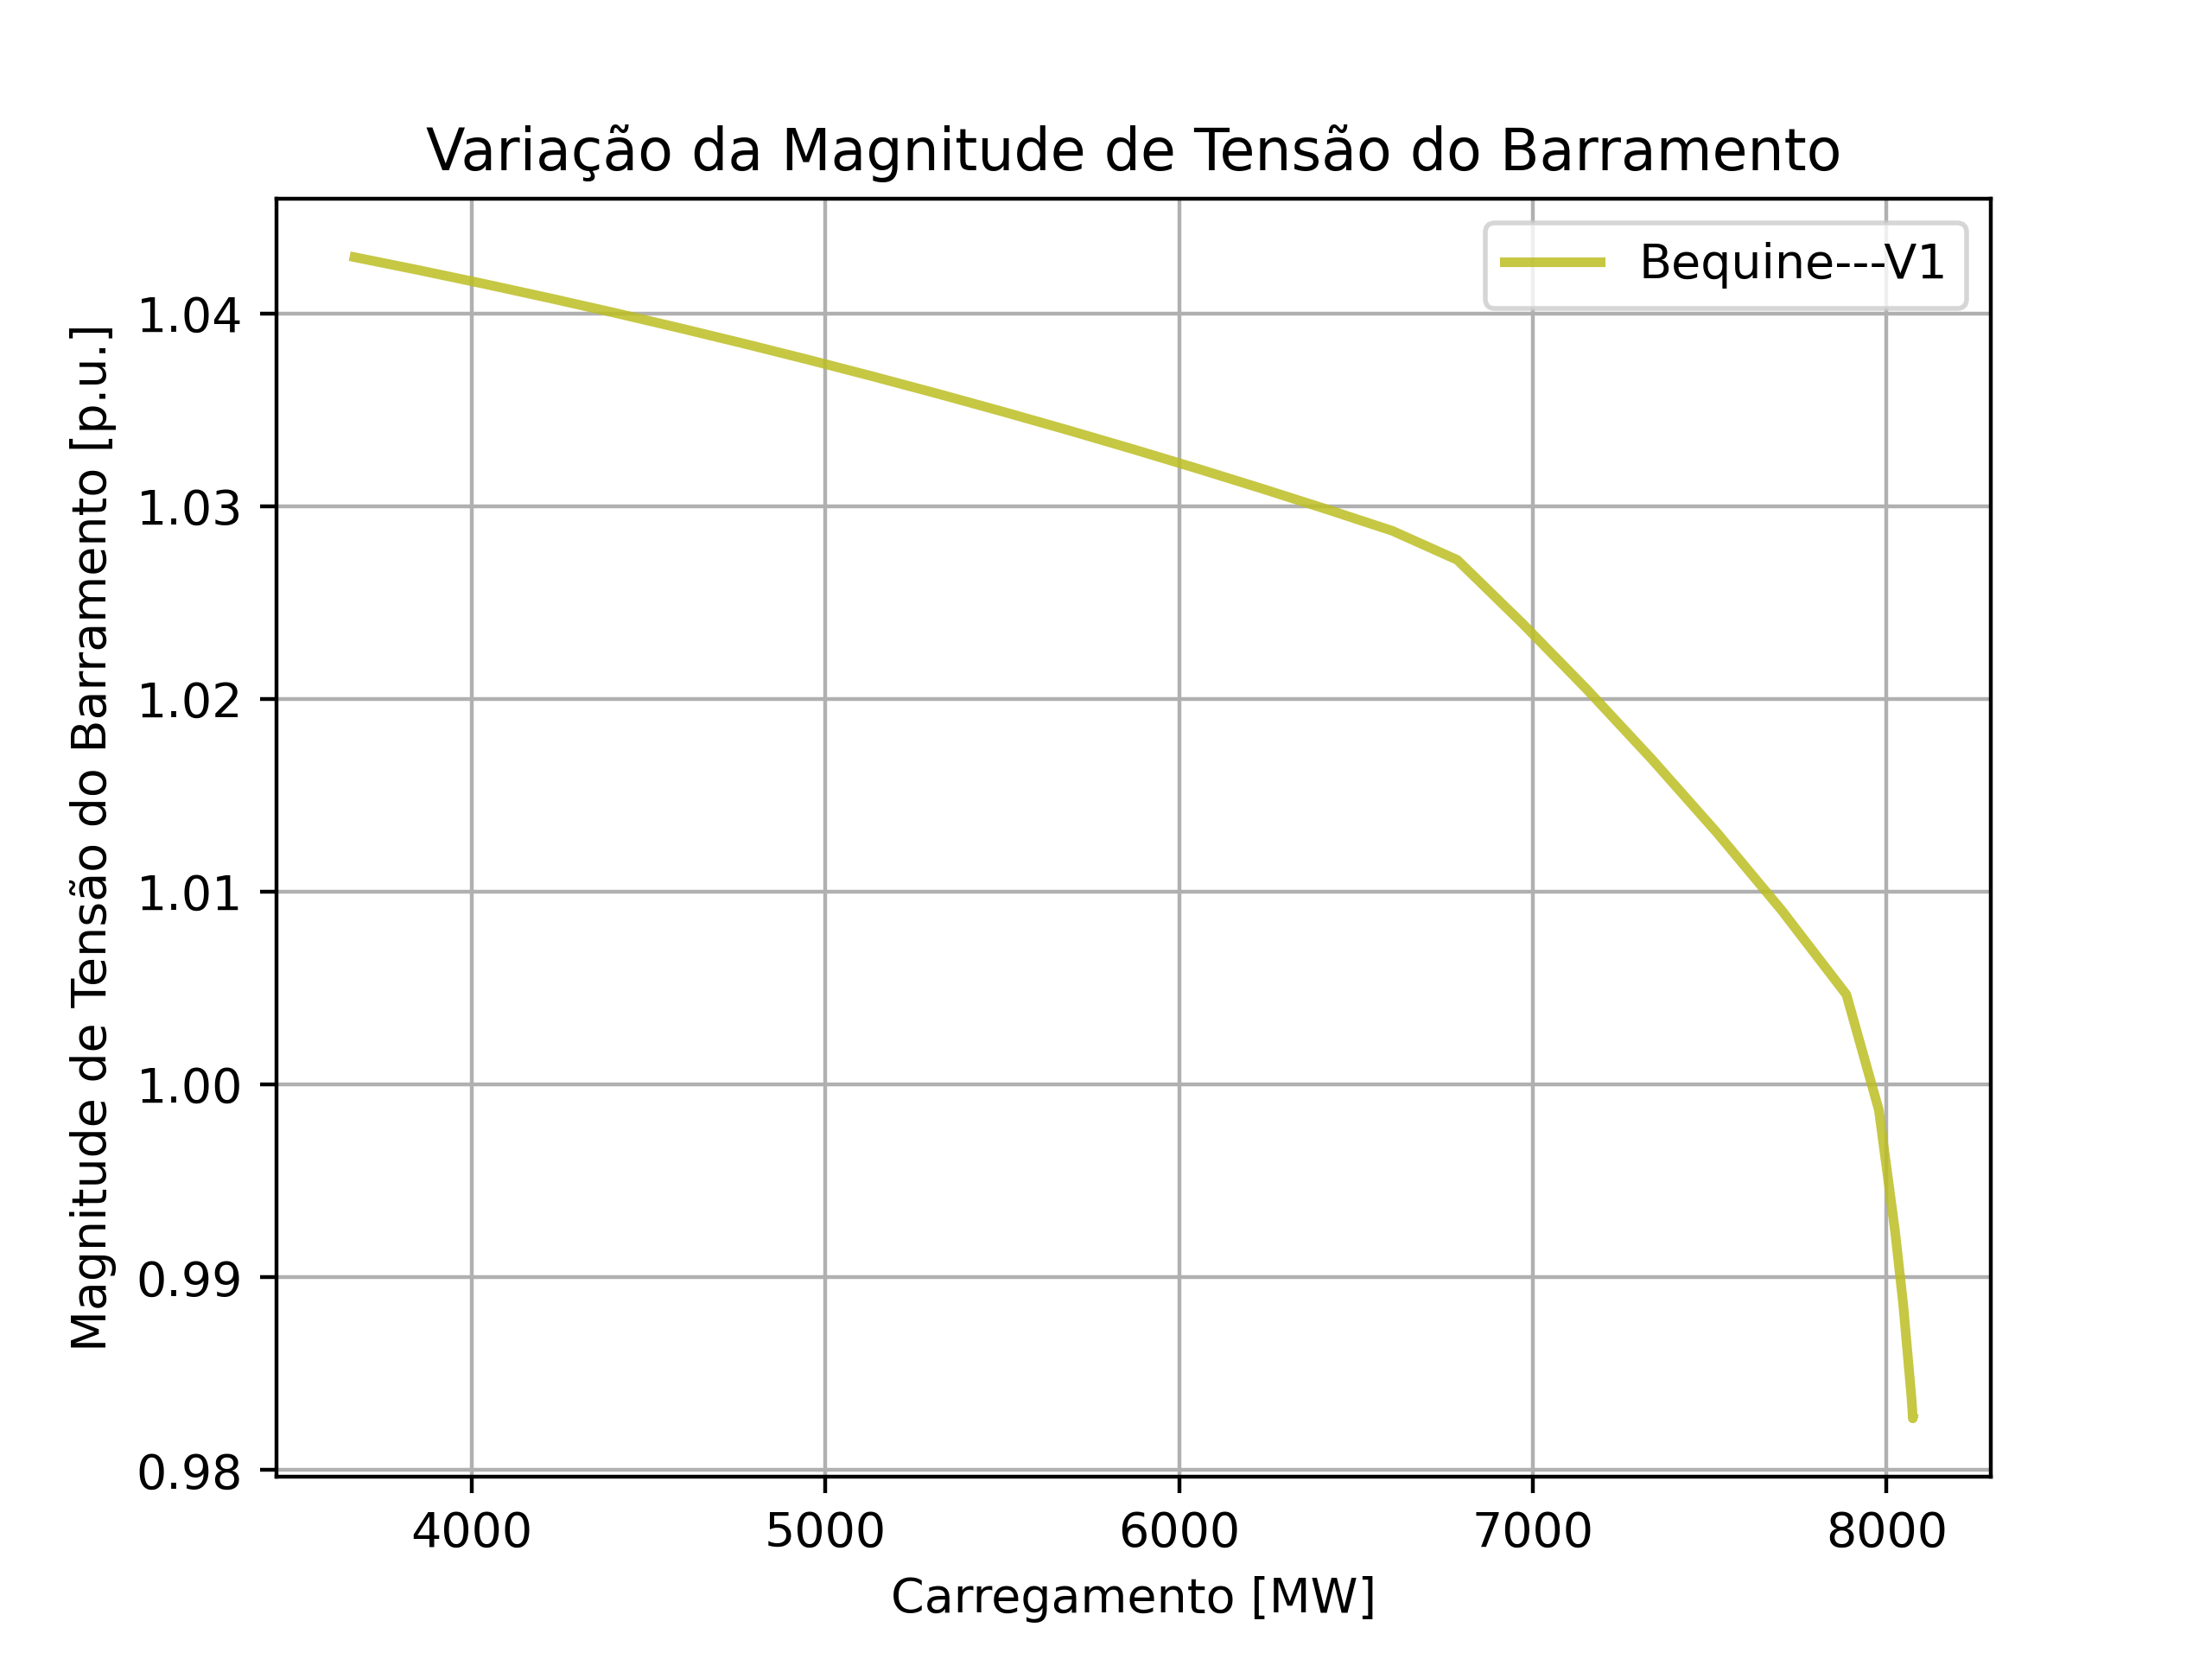 Variação da Magnitude de Tensão do Barramento
Bequine---V1
Magnitude de Tensão do Barramento [p.u.]
1.04
1.03
1.02
1.01
1.00
0.99
0.98
4000 5000 6000 7000 8000
Carregamento [MW]